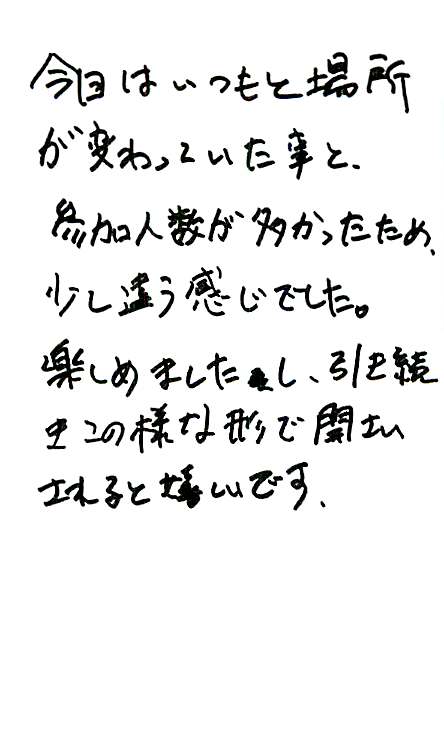 今日はいつもと場所
が変わっていた事と、
参加人数が多かったため、
少し違う感じでした。
楽しめましたし、引き続
きこの様な形で開さい
されると嬉しいです、